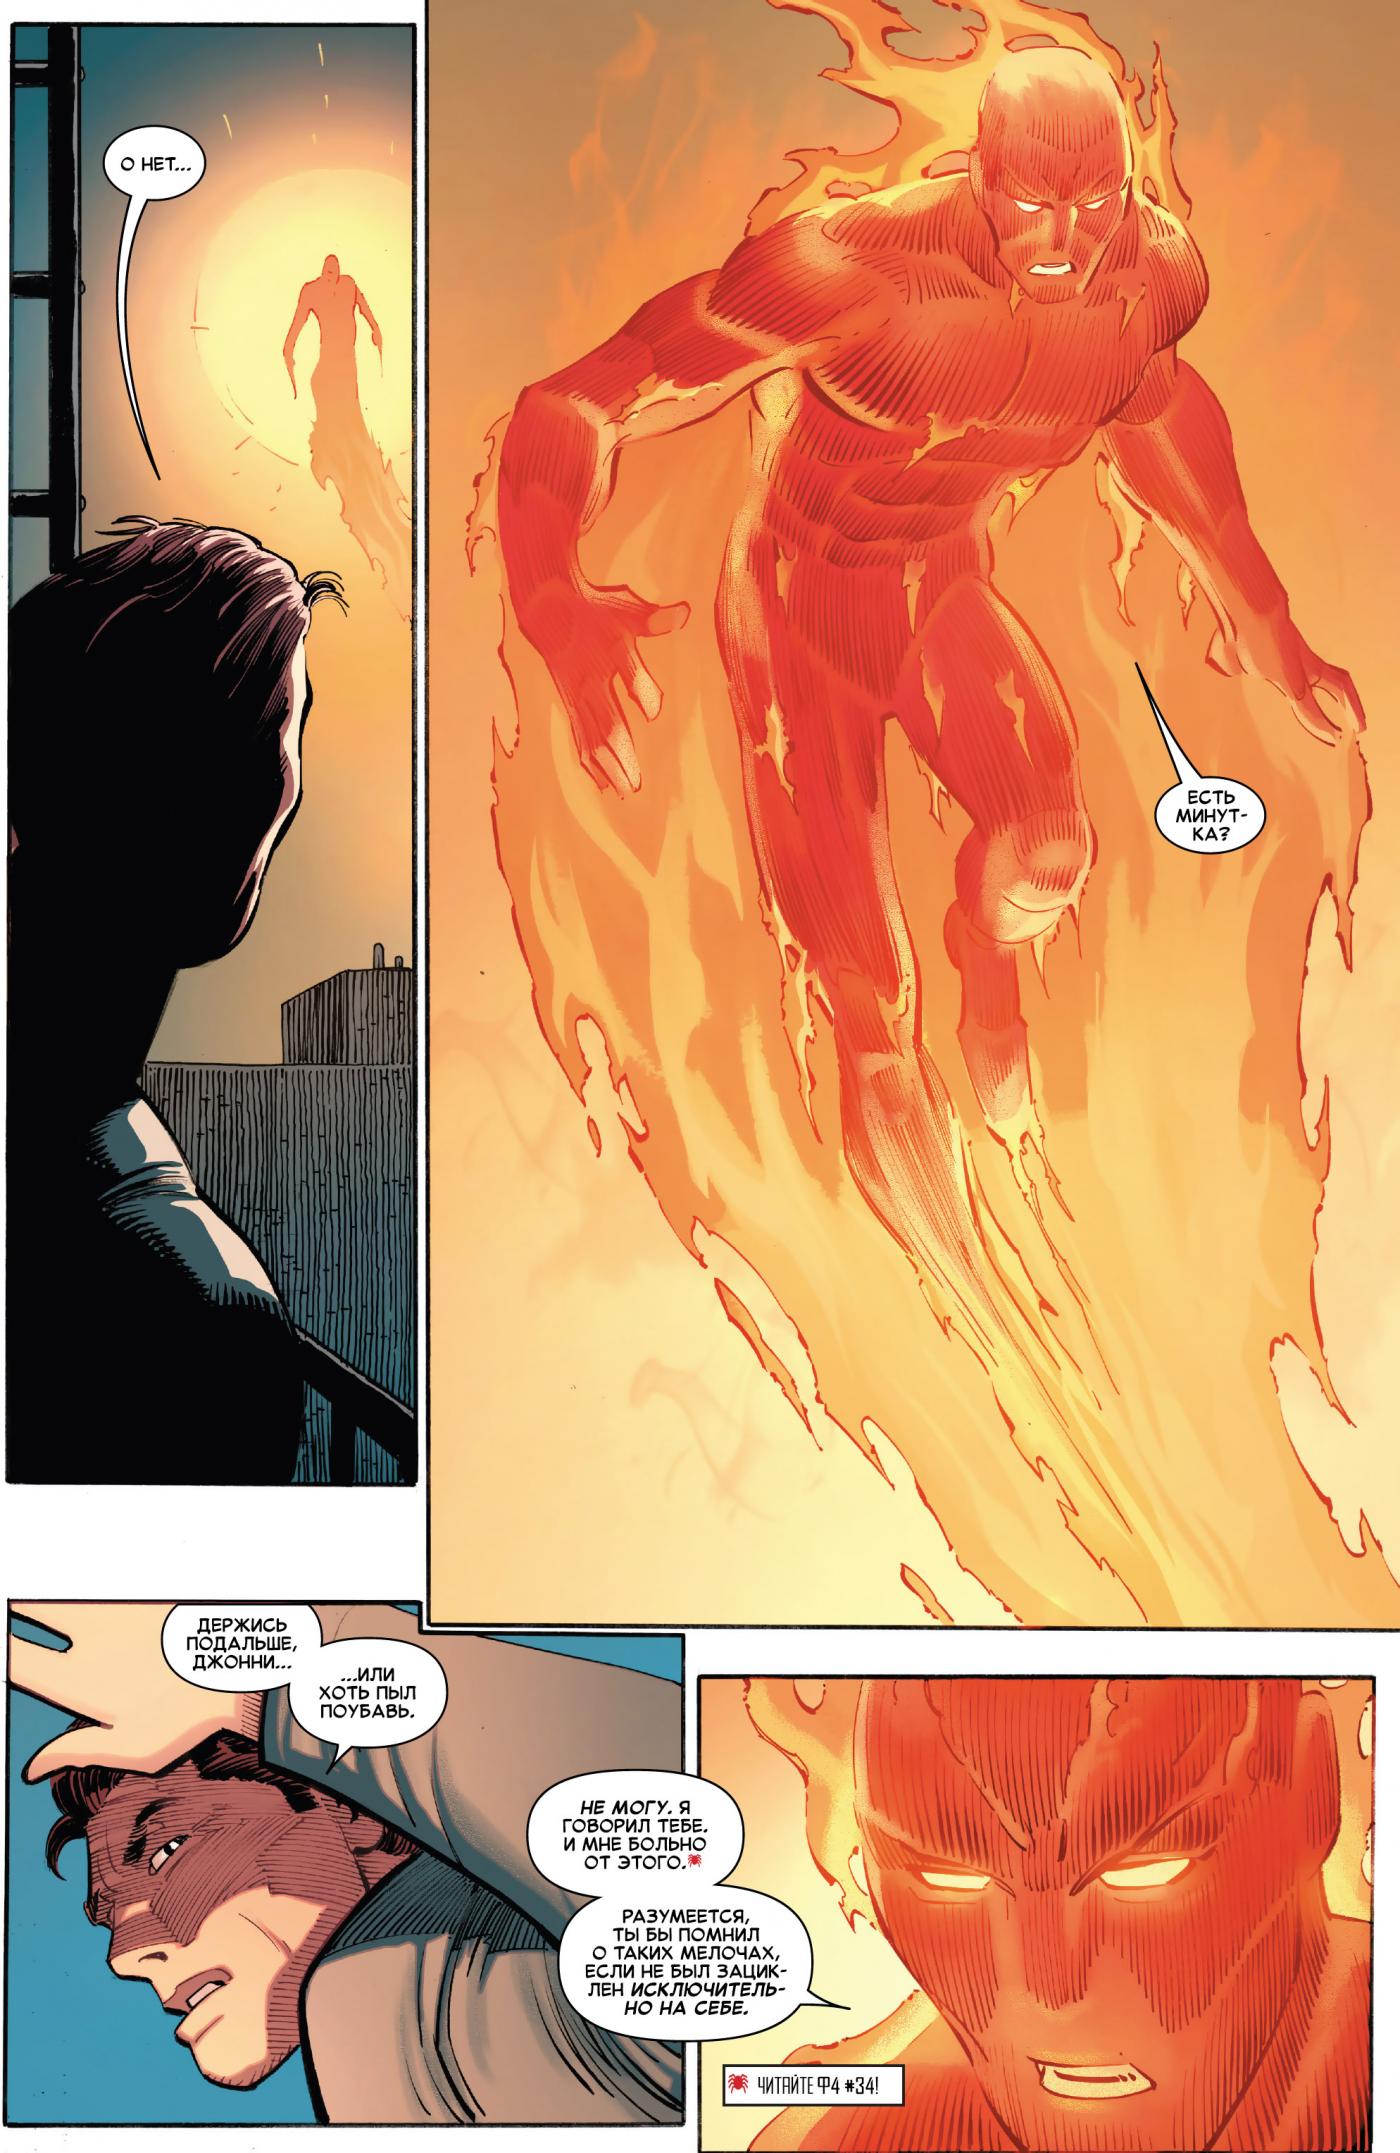 О НЕТ...
ЕСТЬ
МИНУТ-
КА?
ДЕРЖИСЬ
ПОДАЛЬШЕ,
ДЖОННИ...
...ИЛИ
ХОТЬ ПЫЛ
ПОУБАВЬ.
НЕ МОГУ. Я
ГОВОРИЛ ТЕБЕ.
И МНЕ БОЛЬНО
ОТ ЭТОГО.
РАЗУМЕЕТСЯ,
ТЫ БЫ ПОМНИЛ
О ТАКИХ МЕЛОЧАХ,
ЕСЛИ НЕ БЫЛ ЗАЦИК-
ЛЕН ИСКЛЮЧИТЕЛЬ-
НО НА СЕБЕ.
ЧИТАЙТЕ Ф4 #34!